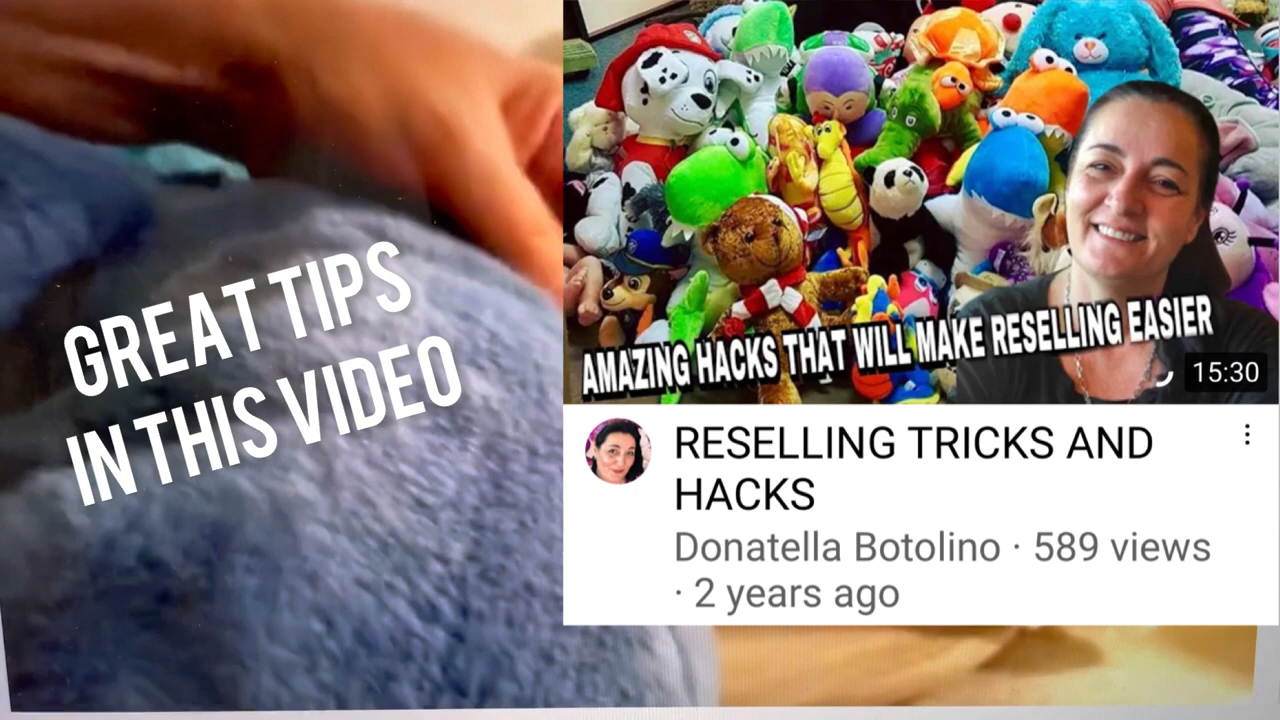 GREAT TIPS
IN THIS VIDEO
AMAZING HACKS THAT WILL MAKE RESELLING EASIER
15:30
RESELLING TRICKS AND
HACKS
Donatella Botolino · 589 views
· 2 years ago